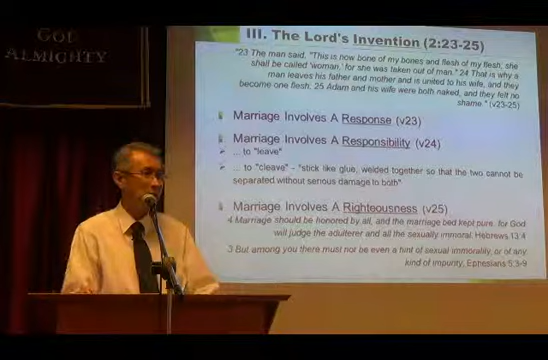 GOD
ALMIGHTY
III. The Lord's Invention (2:23-25)
"23 The man said, "This is now bone of my bones and flesh of my flesh; she
shall be called 'woman,' for she was taken out of man." 24 That is why a
man leaves his father and mother and is united to his wife, and they
become one flesh. 25 Adam and his wife were both naked, and they felt no
shame." (v23-25)
Marriage Involves A Response (v23)
Marriage Involves A Responsibility (v24)
... to "leave"
... to "cleave" - "stick like glue, welded together so that the two cannot be
separated without serious damage to both"
Marriage Involves A Righteousness (v25)
4 Marriage should be honored by all, and the marriage bed kept pure, for God
will judge the adulterer and all the sexually immoral. Hebrews 13:4
3 But among you there must not be even a hint of sexual immorality, or of any
kind of impurity, Ephesians 5:3-9